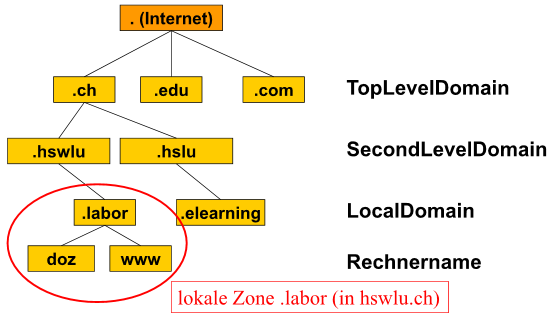 . (Internet)
.ch .edu .com TopLevelDomain
.hswlu .hslu SecondLevelDomain
.labor .elearning LocalDomain
doz www Rechnername
lokale Zone .labor (in hswlu.ch)